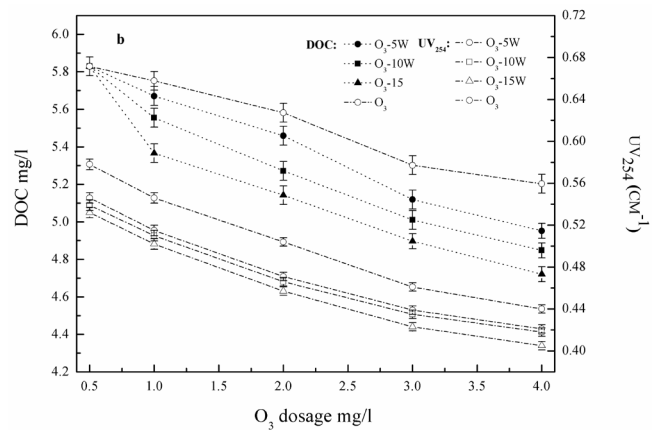 b
DOC:
O3-5W
O3-10W
O3-15
O3
UV254:
O3-5W
O3-10W
O3-15W
O3
DOC mg/l
6.0
5.8
5.6
5.4
5.2
5.0
4.8
4.6
4.4
4.2
UV254 (CM-1)
0.72
0.68
0.64
0.60
0.56
0.52
0.48
0.44
0.40
0.5 1.0 1.5 2.0 2.5 3.0 3.5 4.0
O3 dosage mg/l